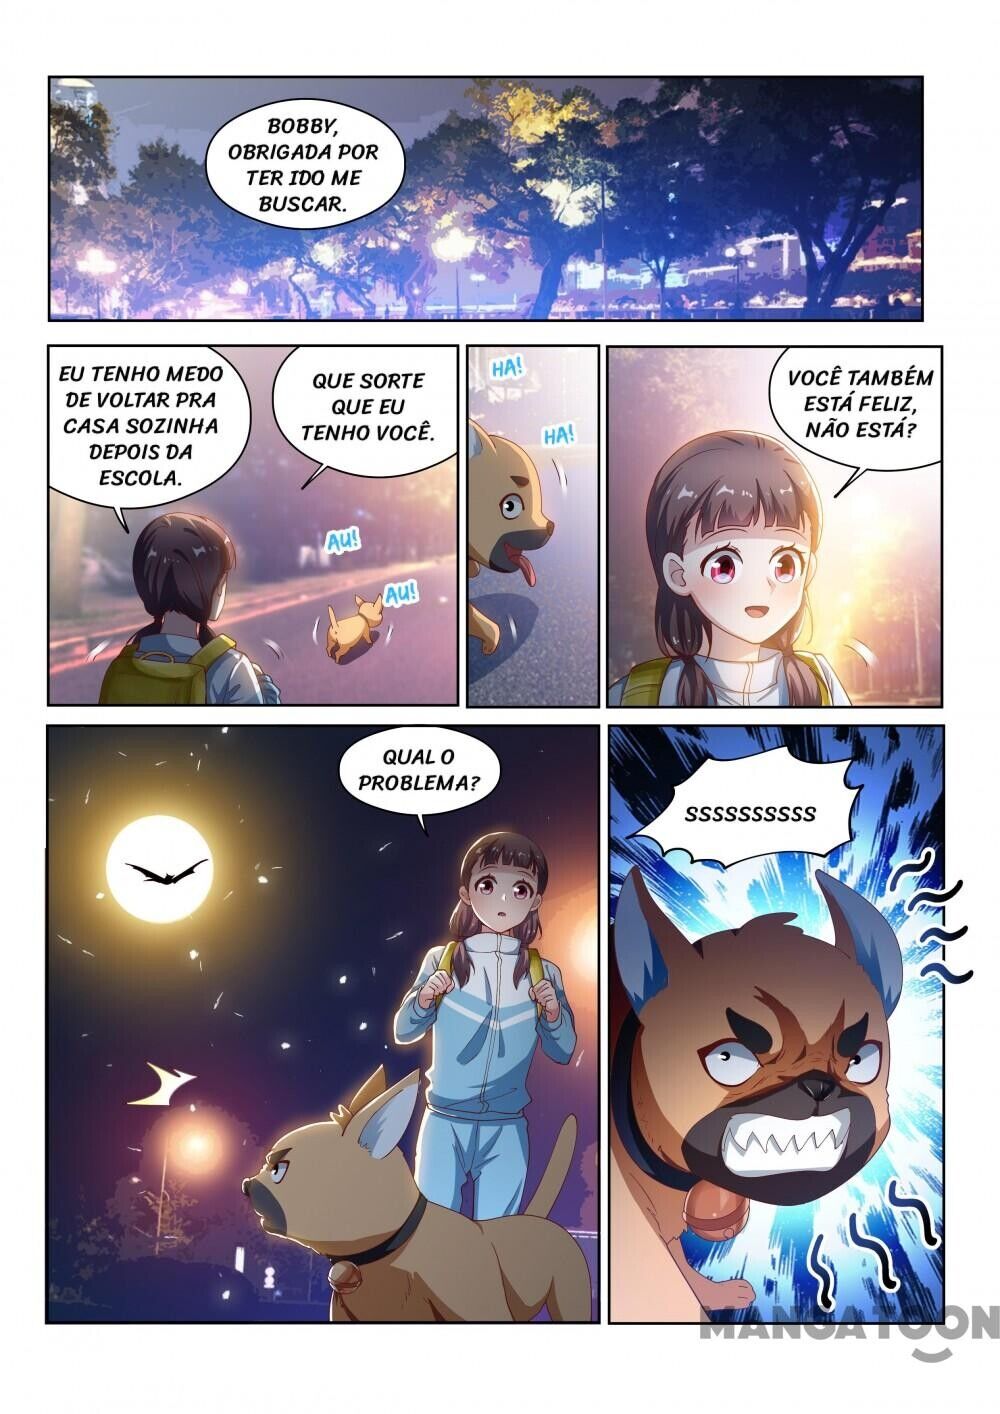 BOBBY,
OBRIGADA POR
TER IDO ME
BUSCAR.
EU TENHO MEDO
DE VOLTAR PRA
CASA SOZINHA
DEPOIS DA
ESCOLA.
QUE SORTE
QUE EU
TENHO VOCÊ.
AU!
AU!
HA!
HA!
VOCÊ TAMBÉM
ESTÁ FELIZ,
NÃO ESTÁ?
QUAL O
PROBLEMA?
SSSSSSSSSS
MANGATOON